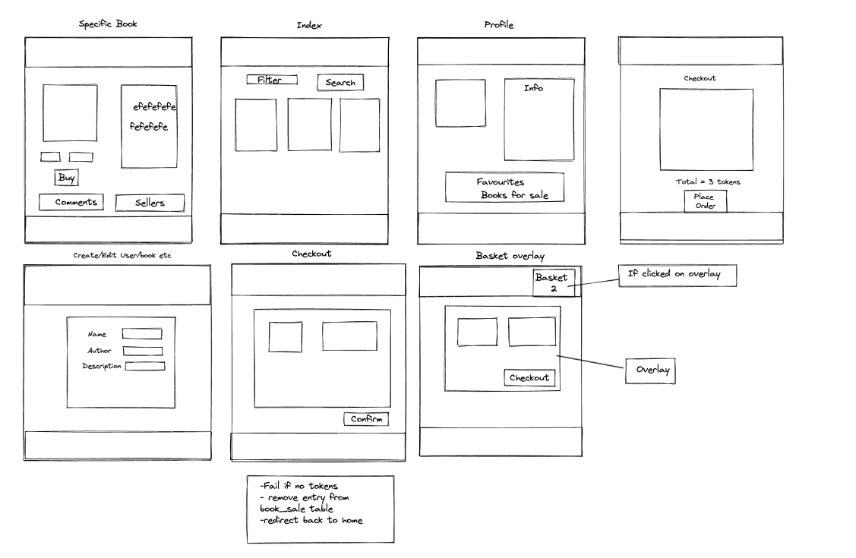 Specific Book
Index
Profile
Filter
Search
efefefefe
fefefefe
Buy
Comments
Sellers
Info
Favourites
Books for sale
Checkout
Total = 3 tokens
Place
Order
Create/Edit User/book etc
Checkout
Basket overlay
Name
Author
Description
Confirm
Basket
2
Checkout
If clicked on overlay
Overlay
-Fail if no tokens
- remove entry from
book_sale table
-redirect back to home